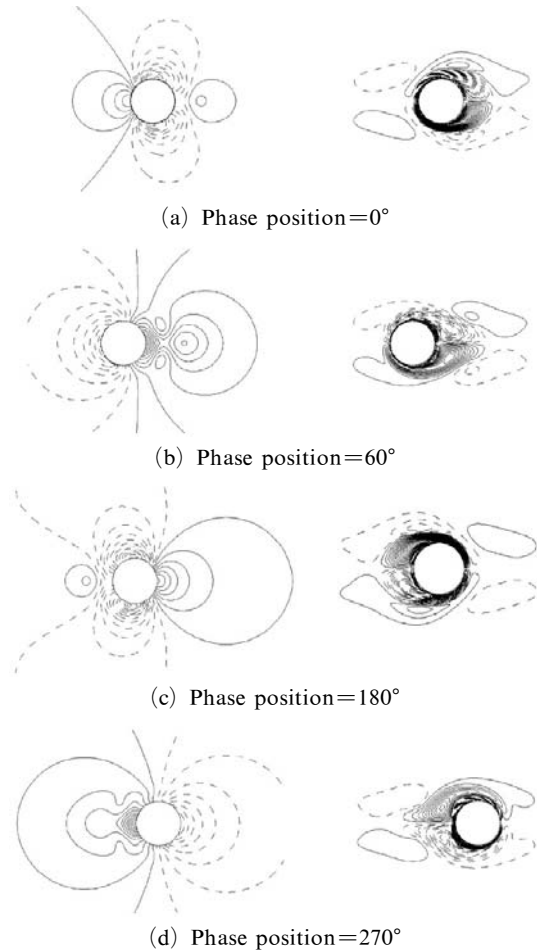 (a) Phase position=0°
(b) Phase position=60°
(c) Phase position=180°
(d) Phase position=270°